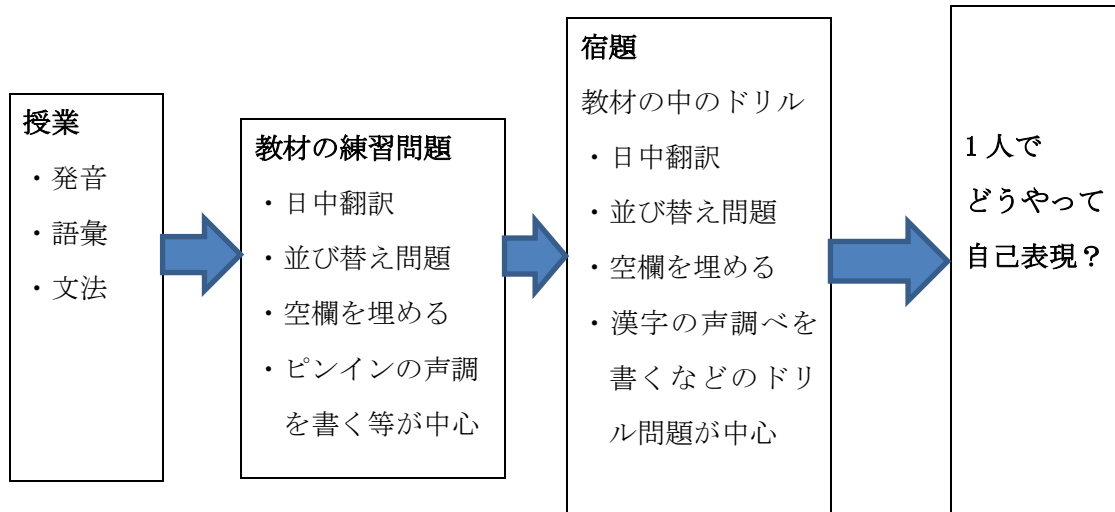 授業
・発音
・語彙
・文法
教材の練習問題
・日中翻訳
・並び替え問題
・空欄を埋める
・ピンインの声調
を書く等が中心
宿題
教材の中のドリル
・日中翻訳
・並び替え問題
・空欄を埋める
・漢字の声調べを
書くなどのドリ
ル問題が中心
1人で
どうやって
自己表現？